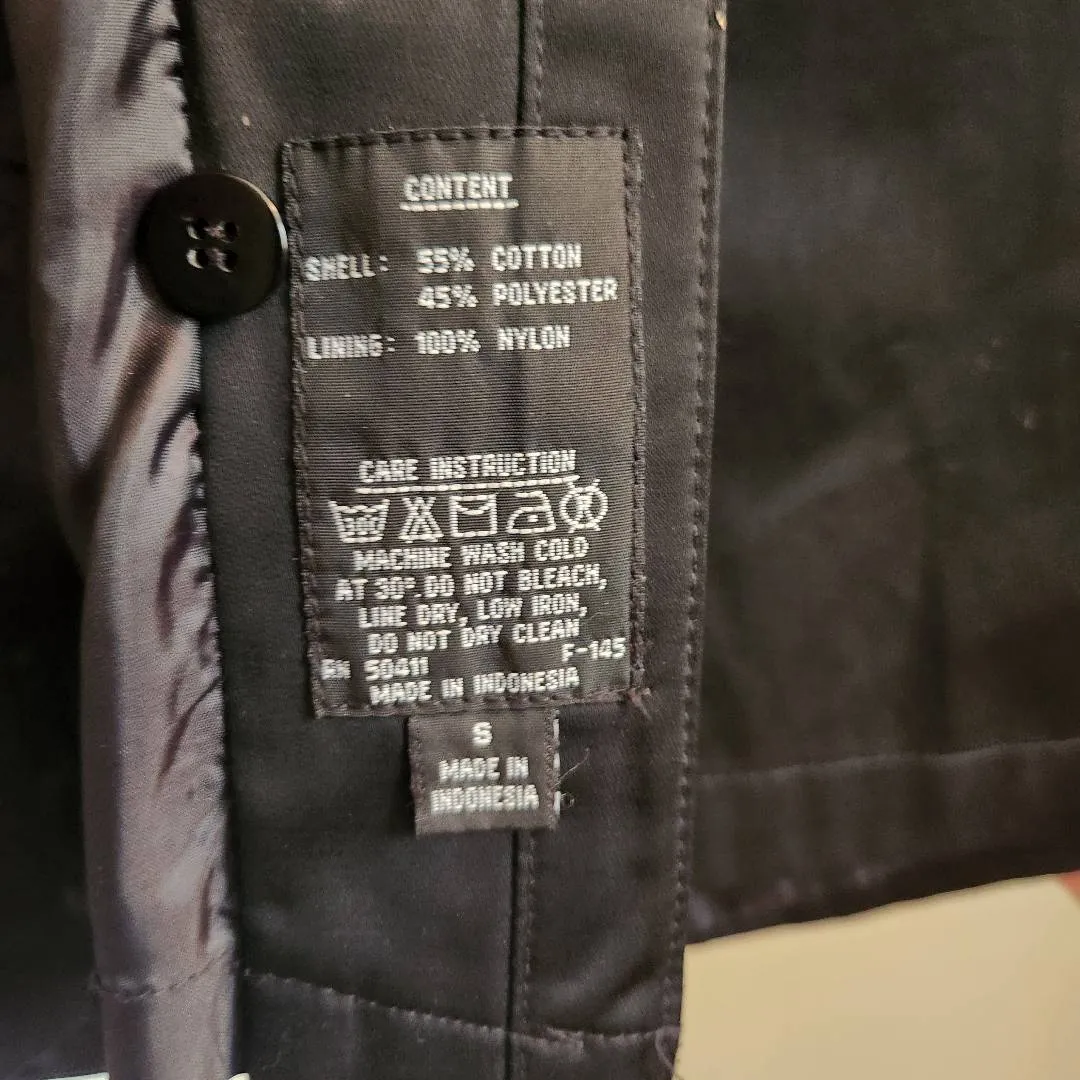 CONTENT
SHELL: 55% COTTON
45% POLYESTER
LINING: 100% NYLON
CARE INSTRUCTION
MACHINE WASH COLD
AT 30°.DO NOT BLEACH,
LINE DRY, LOW IRON,
DO NOT DRY CLEAN
RN 50411 F-145
MADE IN INDONESIA
S
MADE IN
INDONESIA